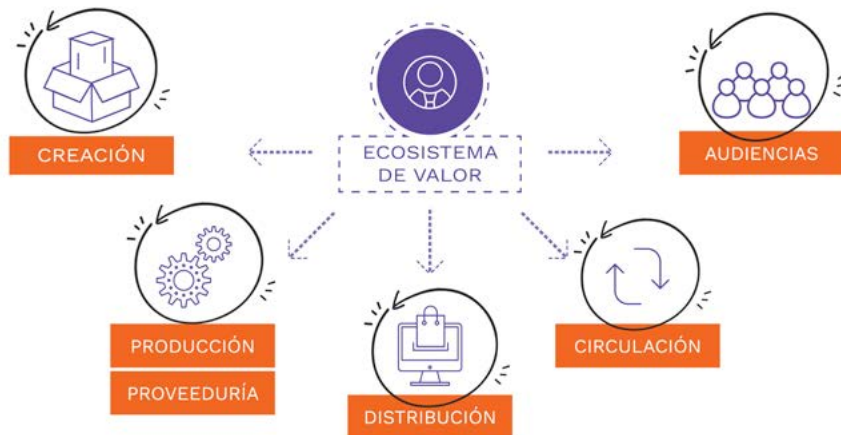 ECOSISTEMA
DE VALOR
CREACIÓN
AUDIENCIAS
PRODUCCIÓN
PROVEEDURÍA
DISTRIBUCIÓN
CIRCULACIÓN